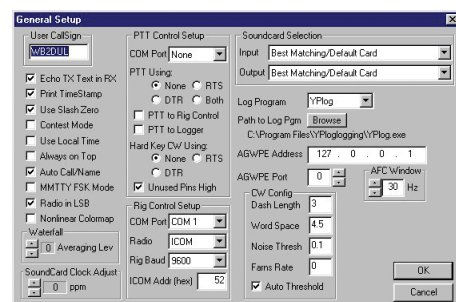 General Setup
User CallSign
WB2DUL
Echo TX Text in RX
Print TimeStamp
Use Slash Zero
Contest Mode
Use Local Time
Always on Top
Auto Call/Name
MMTTY FSK Mode
Radio in LSB
Nonlinear Colormap
Waterfall
0 Averaging Lev
SoundCard Clock Adjust
0 ppm
PTT Control Setup
COM Port None
PTT Using:
None RTS
DTR Both
PTT to Rig Control
PTT to Logger
Hard Key CW Using:
None RTS
DTR
Unused Pins High
Rig Control Setup
COM Port COM 1
Radio ICOM
Rig Baud 9600
ICOM Addr (hex) 52
Soundcard Selection
Input Best Matching/Default Card
Output Best Matching/Default Card
Log Program YPlog
Path to Log Pgm Browse
C:\Program Files\YPloglogging\YPlog.exe
AGWPE Address 127 . 0 . 0 . 1
AGWPE Port 0
AFC Window
30 Hz
CW Config
Dash Length 3
Word Space 4.5
Noise Thresh 0.1
Farns Rate 0
Auto Threshold
OK
Cancel